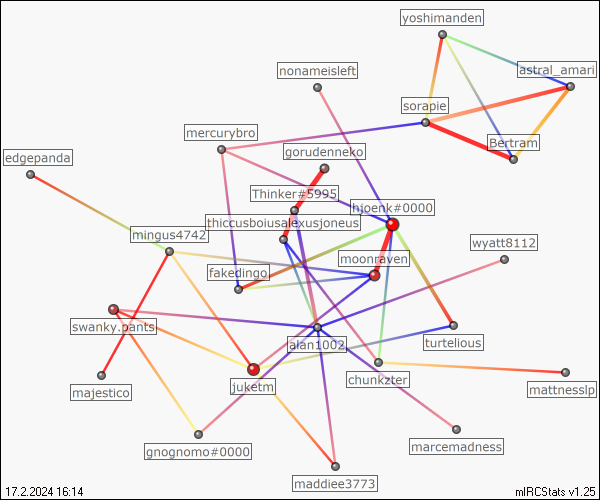 yoshimanden
nonameisleft
astral_amari
sorapie
mercurybro
Bertram
gorudenneko
edgepanda
Thinker#5995
hjoenk#0000
thiccusboiusalexusjoneus
mingus4742
wyatt8112
moonraven
fakedingo
swanky.pants
alan1002
turtelious
juketm
chunkzter
majestico
mattnesslp
gnognomo#0000
marcemadness
maddiee3773
17.2.2024 16:14
mIRCStats v1.25